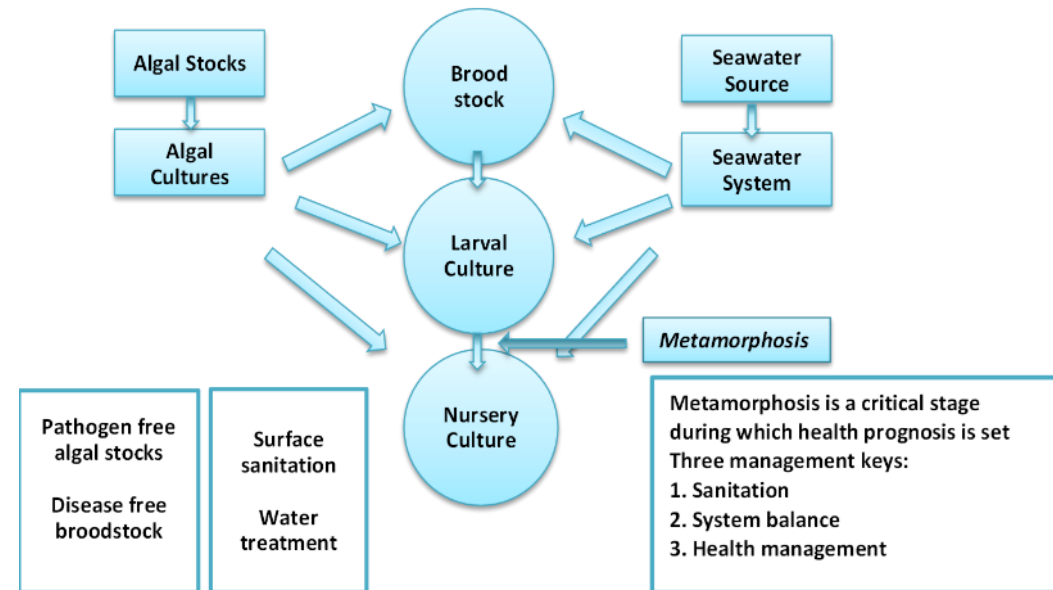 Algal Stocks
Algal
Cultures
Brood
stock
Seawater
Source
Seawater
System
Larval
Culture
Metamorphosis
Nursery
Culture
Pathogen free
algal stocks
Disease free
broodstock
Surface
sanitation
Water
treatment
Metamorphosis is a critical stage
during which health prognosis is set
Three management keys:
1. Sanitation
2. System balance
3. Health management